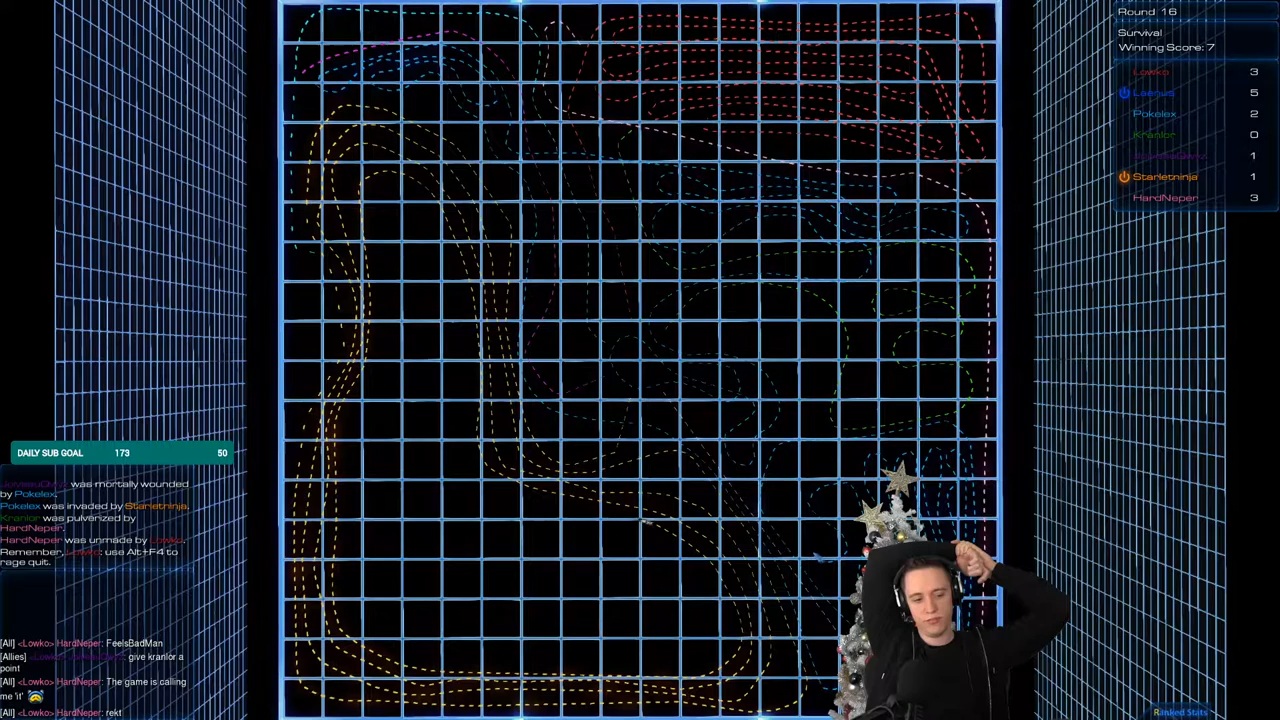 Round 16
Survival
Winning Score: 7
Lowko 3
Laenus 5
Pokelex 2
Kranlor 0
1
Starletninja 1
HardNeper 3
DAILY SUB GOAL 173 50
was mortally wounded
by Pokelex.
Pokelex was invaded by Starletninja.
Kranlor was pulverized by
HardNeper.
HardNeper was unmade by Lowko.
Remember, Lowko: use Alt+F4 to
rage quit.
[All] <Lowko> HardNeper: FeelsBadMan
[Allies] <Lowko> : give kranlor a
point
[All] <Lowko> HardNeper: The game is calling
me 'it'
[All] <Lowko> HardNeper: rekt
Ranked Stats